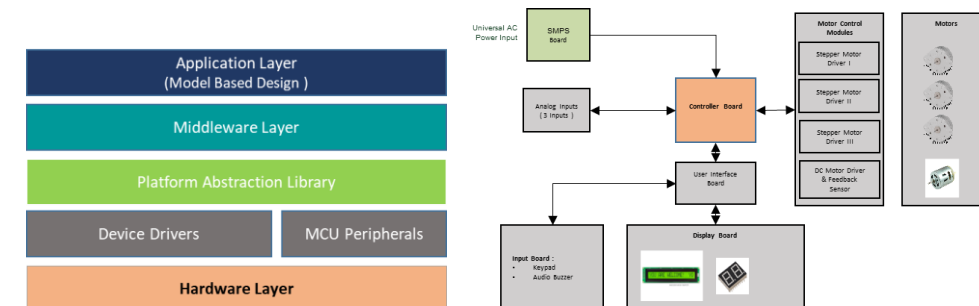 Application Layer
(Model Based Design )
Middleware Layer
Platform Abstraction Library
Device Drivers
MCU Peripherals
Hardware Layer
Universal AC
Power Input
SMPS
Board
Analog Inputs
( 3 Inputs )
Controller Board
User Interface
Board
Input Board :
• Keypad
• Audio Buzzer
Display Board
Motor Control
Modules
Stepper Motor
Driver I
Stepper Motor
Driver II
Stepper Motor
Driver III
DC Motor Driver
& Feedback
Sensor
Motors